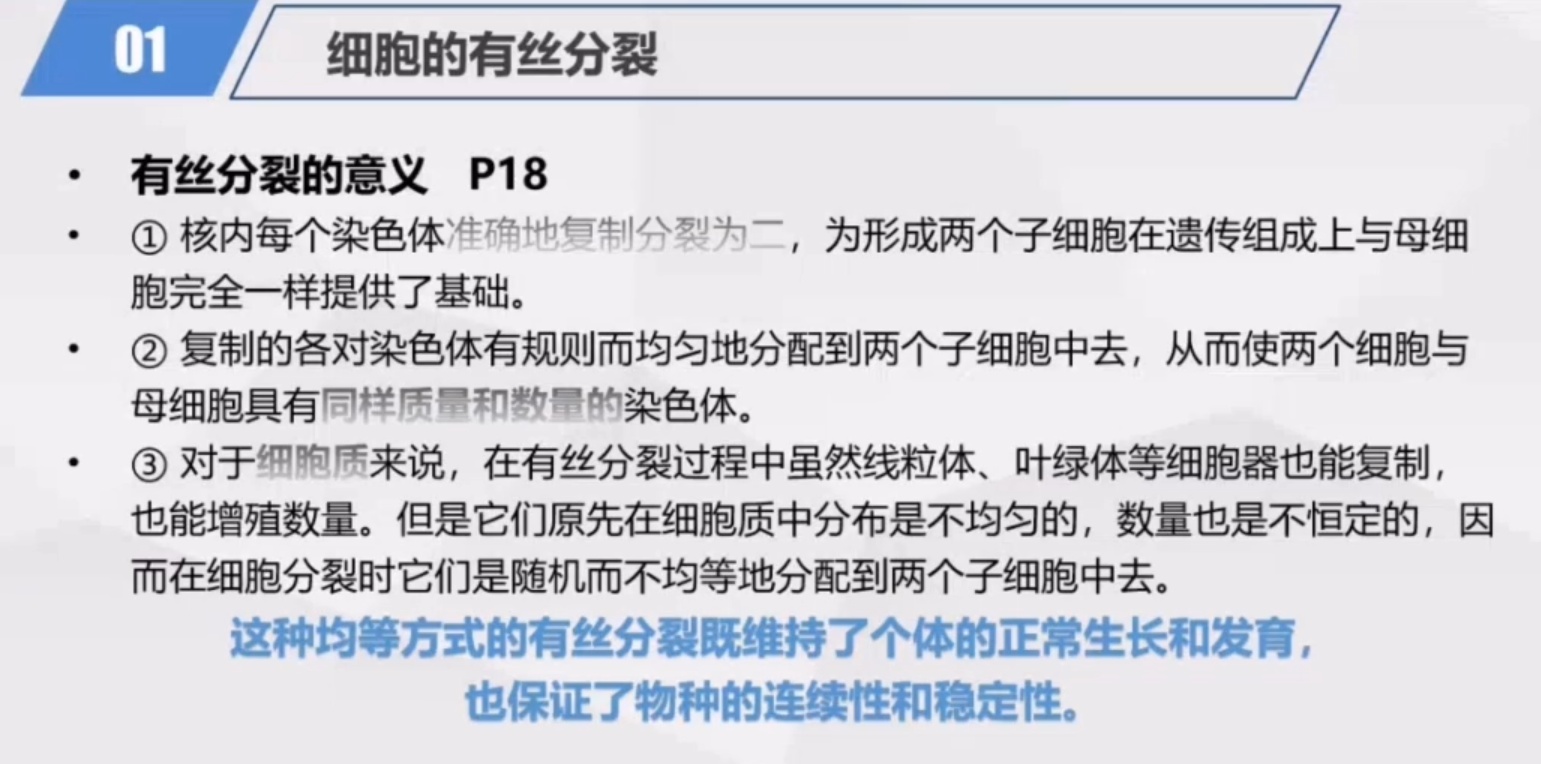 01
细胞的有丝分裂
• 有丝分裂的意义 P18
• ① 核内每个染色体准确地复制分裂为二，为形成两个子细胞在遗传组成上与母细
胞完全一样提供了基础。
• ② 复制的各对染色体有规则而均匀地分配到两个子细胞中去，从而使两个细胞与
母细胞具有同样质量和数量的染色体。
• ③ 对于细胞质来说，在有丝分裂过程中虽然线粒体、叶绿体等细胞器也能复制，
也能增殖数量。但是它们原先在细胞质中分布是不均匀的，数量也是不恒定的，因
而在细胞分裂时它们是随机而不均等地分配到两个子细胞中去。
这种均等方式的有丝分裂既维持了个体的正常生长和发育，
也保证了物种的连续性和稳定性。